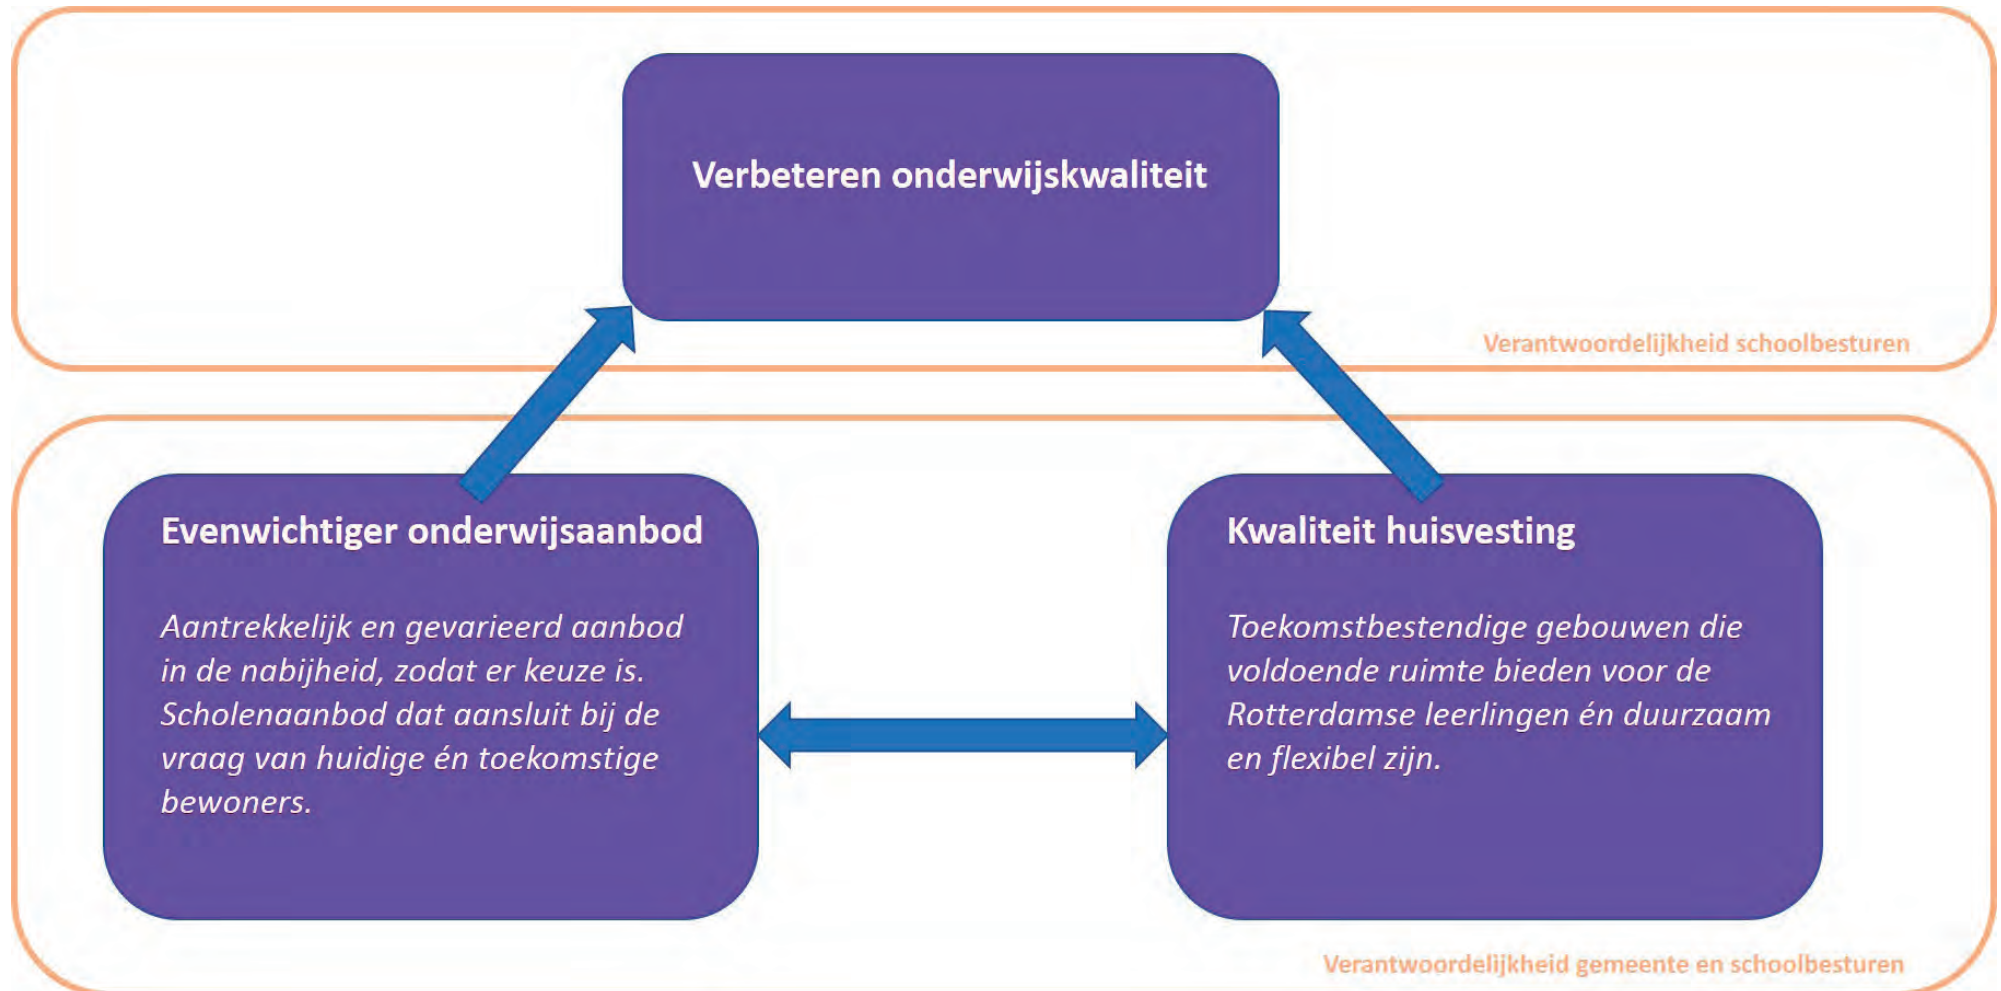 Verbeteren onderwijskwaliteit
Verantwoordelijkheid schoolbesturen
Evenwichtiger onderwijsaanbod
Aantrekkelijk en gevarieerd aanbod
in de nabijheid, zodat er keuze is.
Scholenaanbod dat aansluit bij de
vraag van huidige én toekomstige
bewoners.
Kwaliteit huisvesting
Toekomstbestendige gebouwen die
voldoende ruimte bieden voor de
Rotterdamse leerlingen én duurzaam
en flexibel zijn.
Verantwoordelijkheid gemeente en schoolbesturen